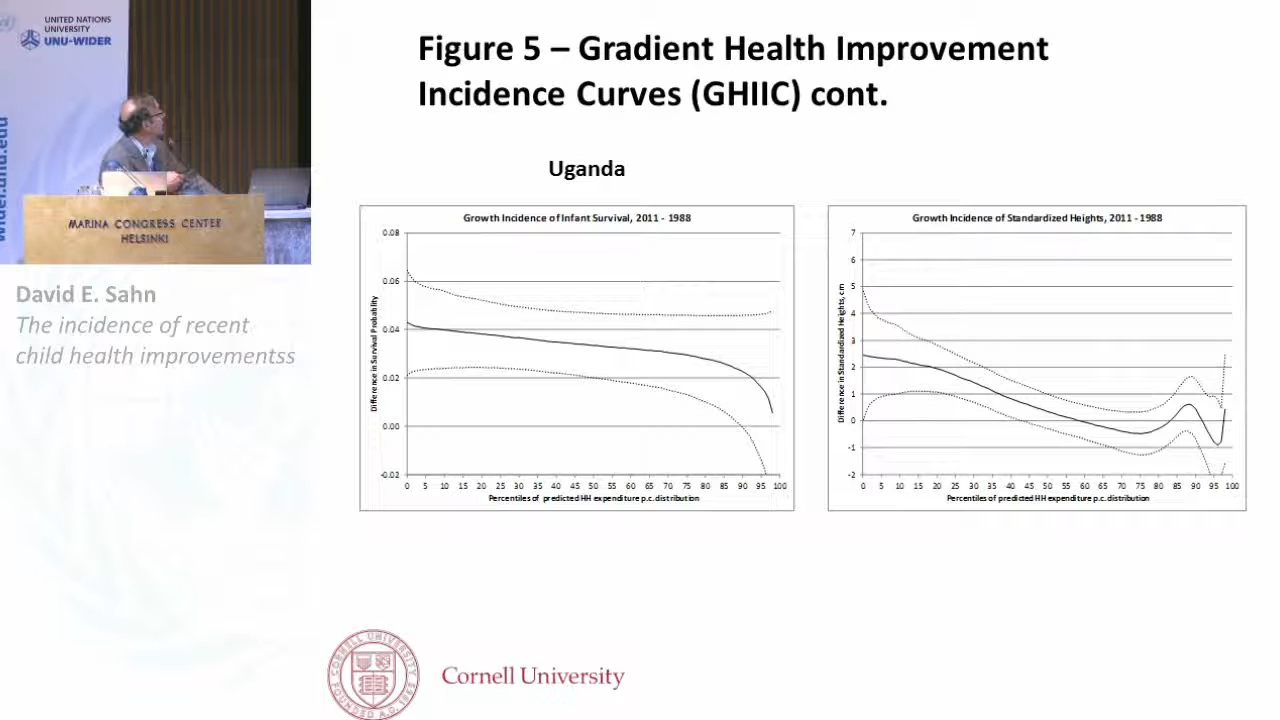 UNITED NATIONS
UNIVERSITY
UNU-WIDER
wider.unu.edu
MARINA CONGRESS CENTER
HELSINKI
David E. Sahn
The incidence of recent
child health improvementss
Figure 5 – Gradient Health Improvement
Incidence Curves (GHIIC) cont.
Uganda
Growth Incidence of Infant Survival, 2011 - 1988
Difference in Survival Probablity
0.08
0.06
0.04
0.02
0.00
-0.02
0 5 10 15 20 25 30 35 40 45 50 55 60 65 70 75 80 85 90 95 100
Percentiles of predicted HH expenditure p.c. distribution
Growth Incidence of Standardized Heights, 2011 - 1988
Difference in Standardized Heights, cm
7
6
5
4
3
2
1
0
-1
-2
0 5 10 15 20 25 30 35 40 45 50 55 60 65 70 75 80 85 90 95 100
Percentiles of predicted HH expenditure p.c. distribution
CORNELL UNIVERSITY
FOUNDED A.D. 1865
Cornell University